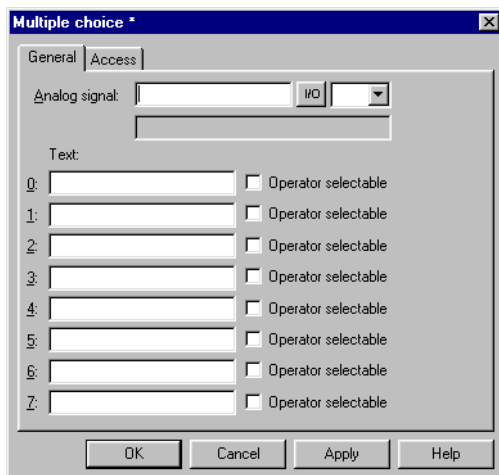 Multiple choice *
General Access
Analog signal: I/O
Text:
0: Operator selectable
1: Operator selectable
2: Operator selectable
3: Operator selectable
4: Operator selectable
5: Operator selectable
6: Operator selectable
7: Operator selectable
OK Cancel Apply Help